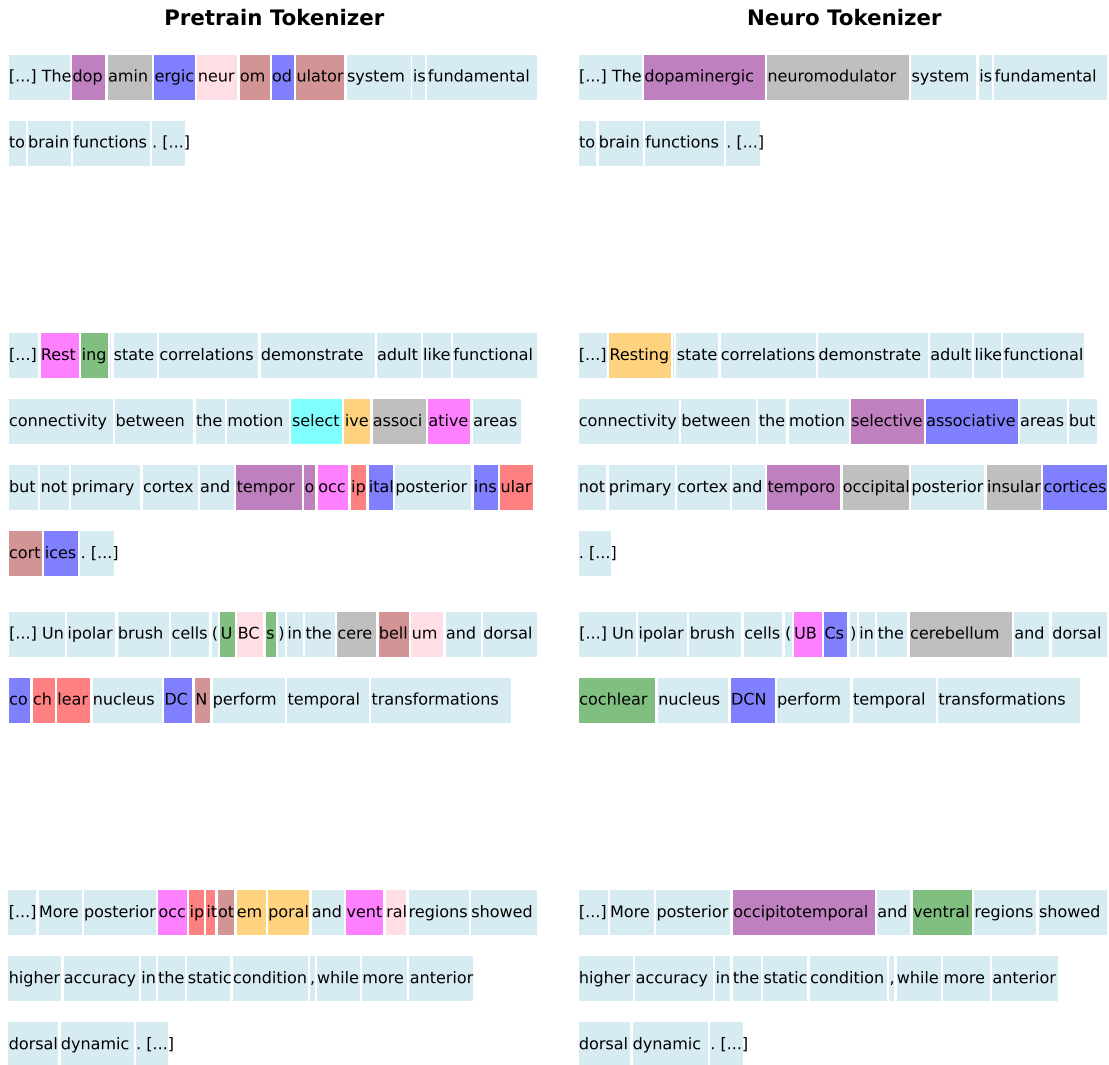 Pretrain Tokenizer
[...] The dop amin ergic neur om od ulator system is fundamental
to brain functions . [...]
[...] Rest ing state correlations demonstrate adult like functional
connectivity between the motion select ive associ ative areas
but not primary cortex and tempor o occ ip ital posterior ins ular
cort ices . [...]
[...] Un ipolar brush cells ( U BC s ) in the cere bell um and dorsal
co ch lear nucleus DC N perform temporal transformations
[...] More posterior occ ip it ot em poral and vent ral regions showed
higher accuracy in the static condition , while more anterior
dorsal dynamic . [...]
Neuro Tokenizer
[...] The dopaminergic neuromodulator system is fundamental
to brain functions . [...]
[...] Resting state correlations demonstrate adult like functional
connectivity between the motion selective associative areas but
not primary cortex and temporo occipital posterior insular cortices
. [...]
[...] Un ipolar brush cells ( UB Cs ) in the cerebellum and dorsal
cochlear nucleus DCN perform temporal transformations
[...] More posterior occipitotemporal and ventral regions showed
higher accuracy in the static condition , while more anterior
dorsal dynamic . [...]